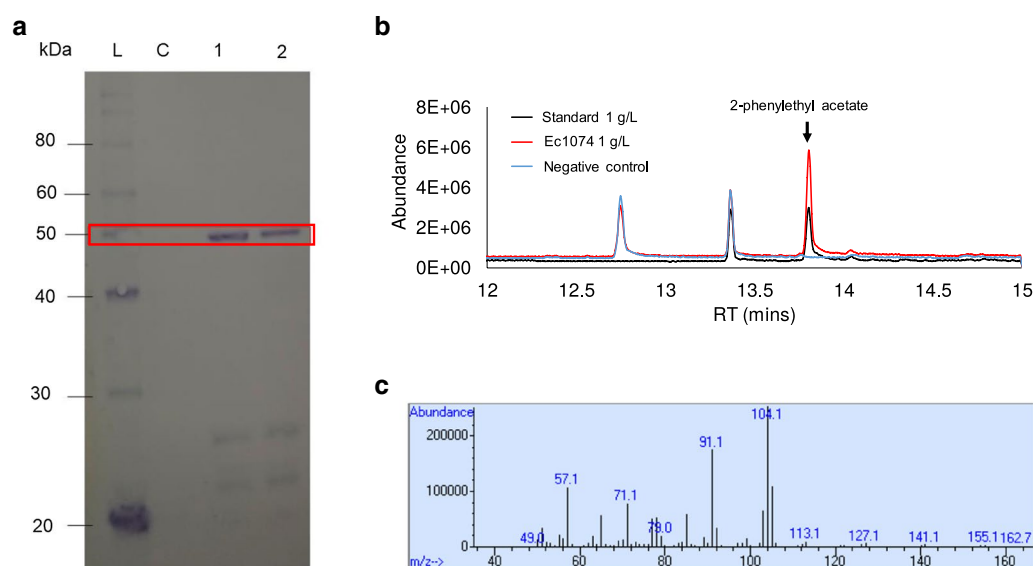 a
kDa L C 1 2
80
60
50
40
30
20
b
8E+06
6E+06
4E+06
2E+06
0E+00
Abundance
Standard 1 g/L
Ec1074 1 g/L
Negative control
2-phenylethyl acetate
12 12.5 13 13.5 14 14.5 15
RT (mins)
c
Abundance
200000
100000
0
49.0 57.1 71.1 79.0 91.1 104.1 113.1 127.1 141.1 155.1 162.7
m/z--> 40 60 80 100 120 140 160